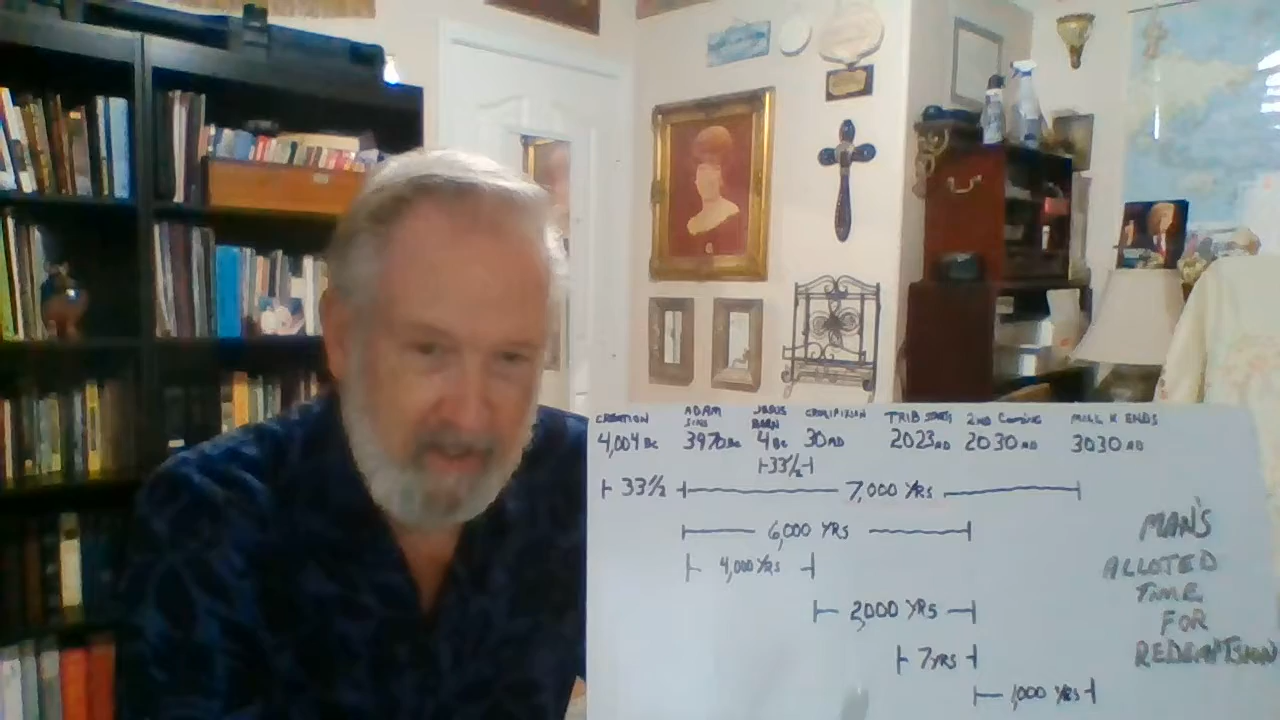 CREATION ADAM SINS JESUS BORN CRUCIFIXION TRIB STARTS 2ND COMING MILL K ENDS
4,004 BC 3970 BC 4 BC 30 AD 2023 AD 2030 AD 3030 AD
33½
33½ 7,000 YRS
6,000 YRS
4,000 YRS
2,000 YRS
7 YRS
1,000 YRS
MAN'S
ALLOTED
TIME
FOR
REDEMPTION